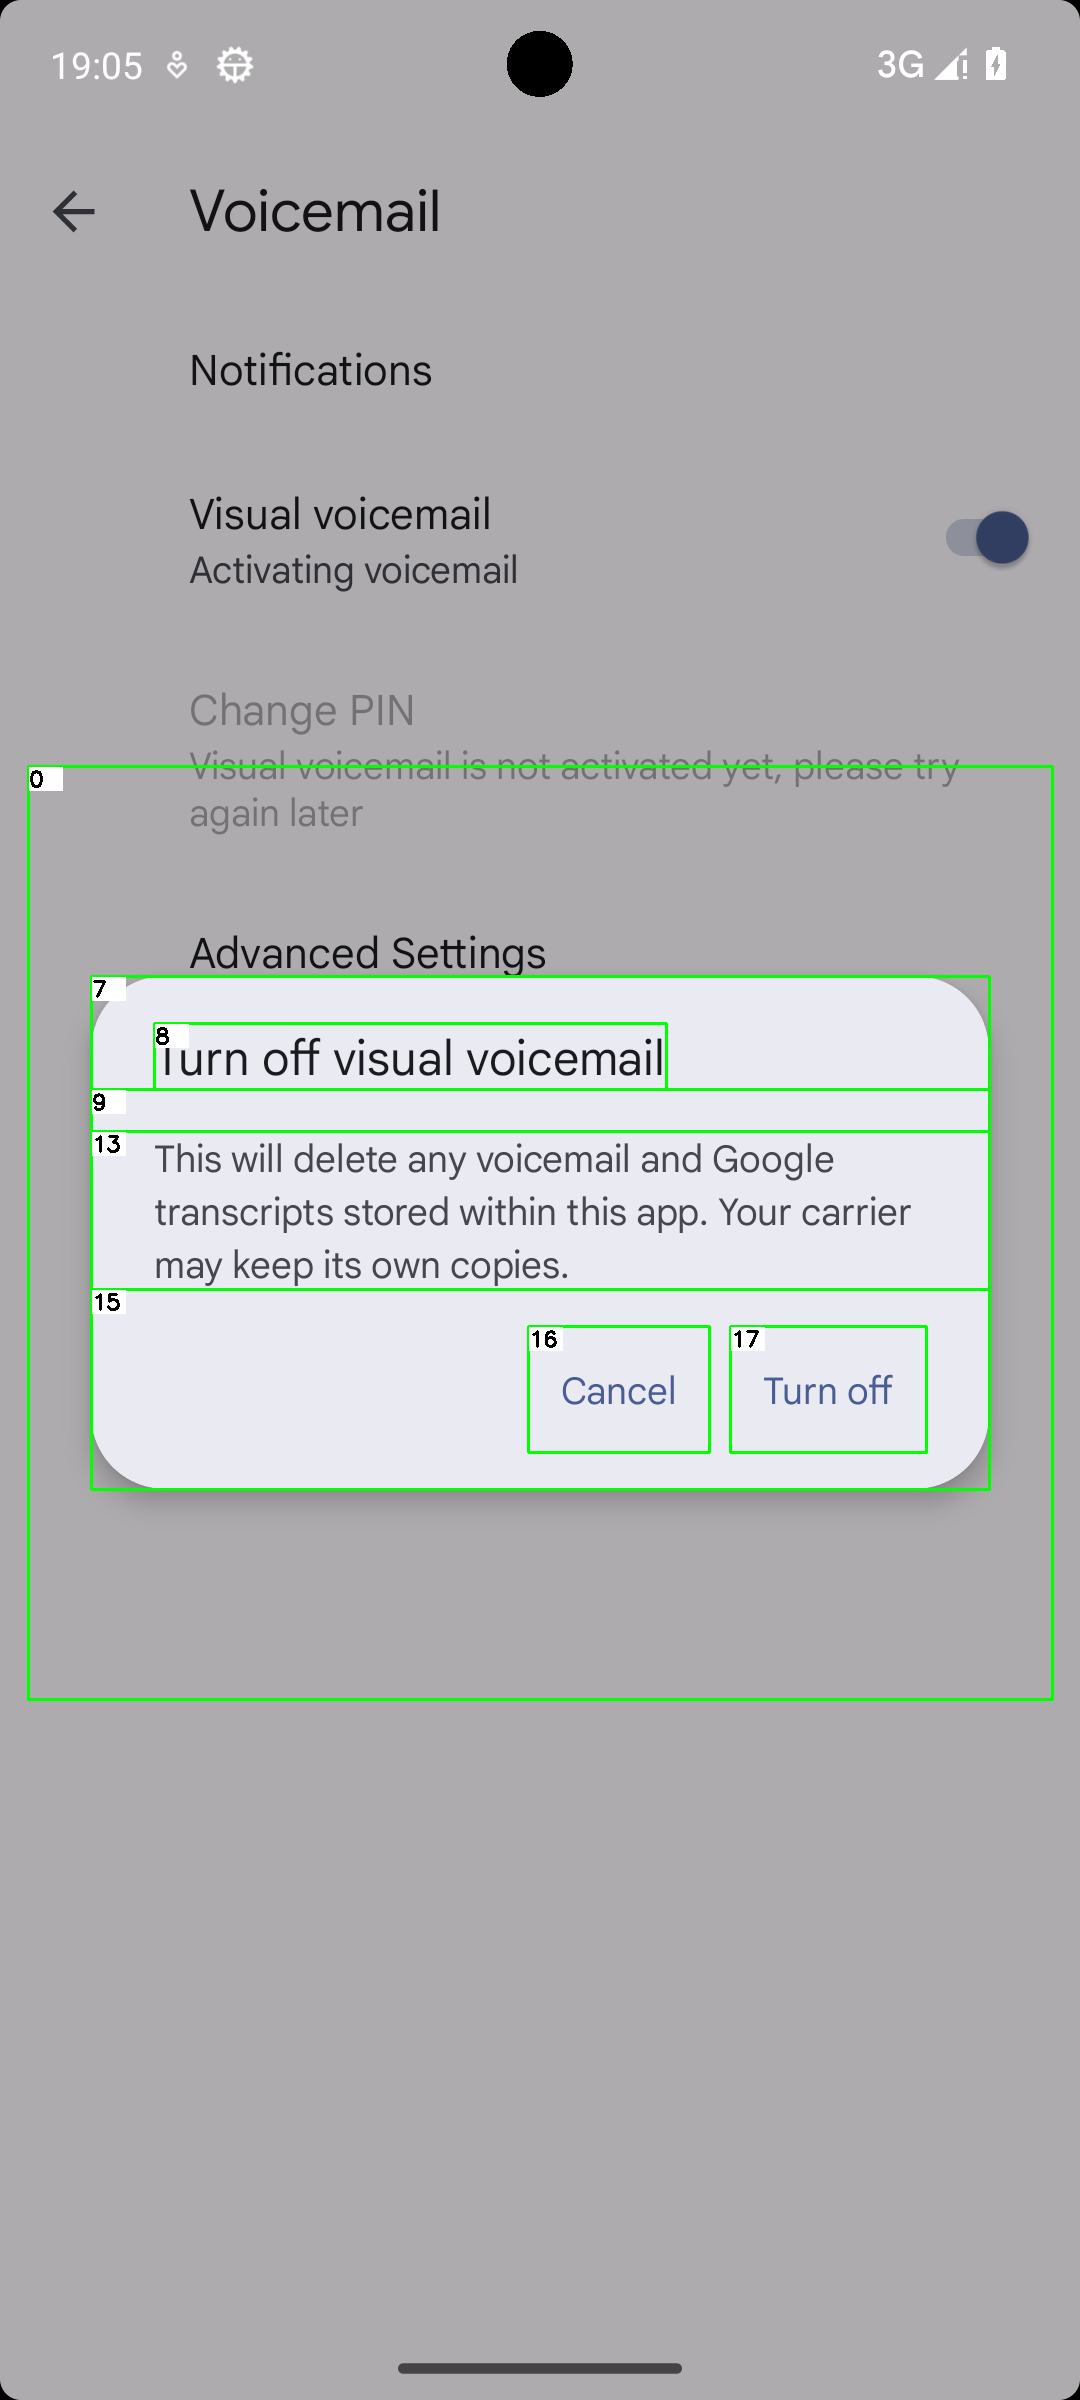 19:05
3G
Voicemail
Notifications
Visual voicemail
Activating voicemail
Change PIN
Visual voicemail is not activated yet, please try
again later
0
Advanced Settings
7
8
Turn off visual voicemail
9
13
This will delete any voicemail and Google
transcripts stored within this app. Your carrier
may keep its own copies.
15
16
17
Cancel
Turn off